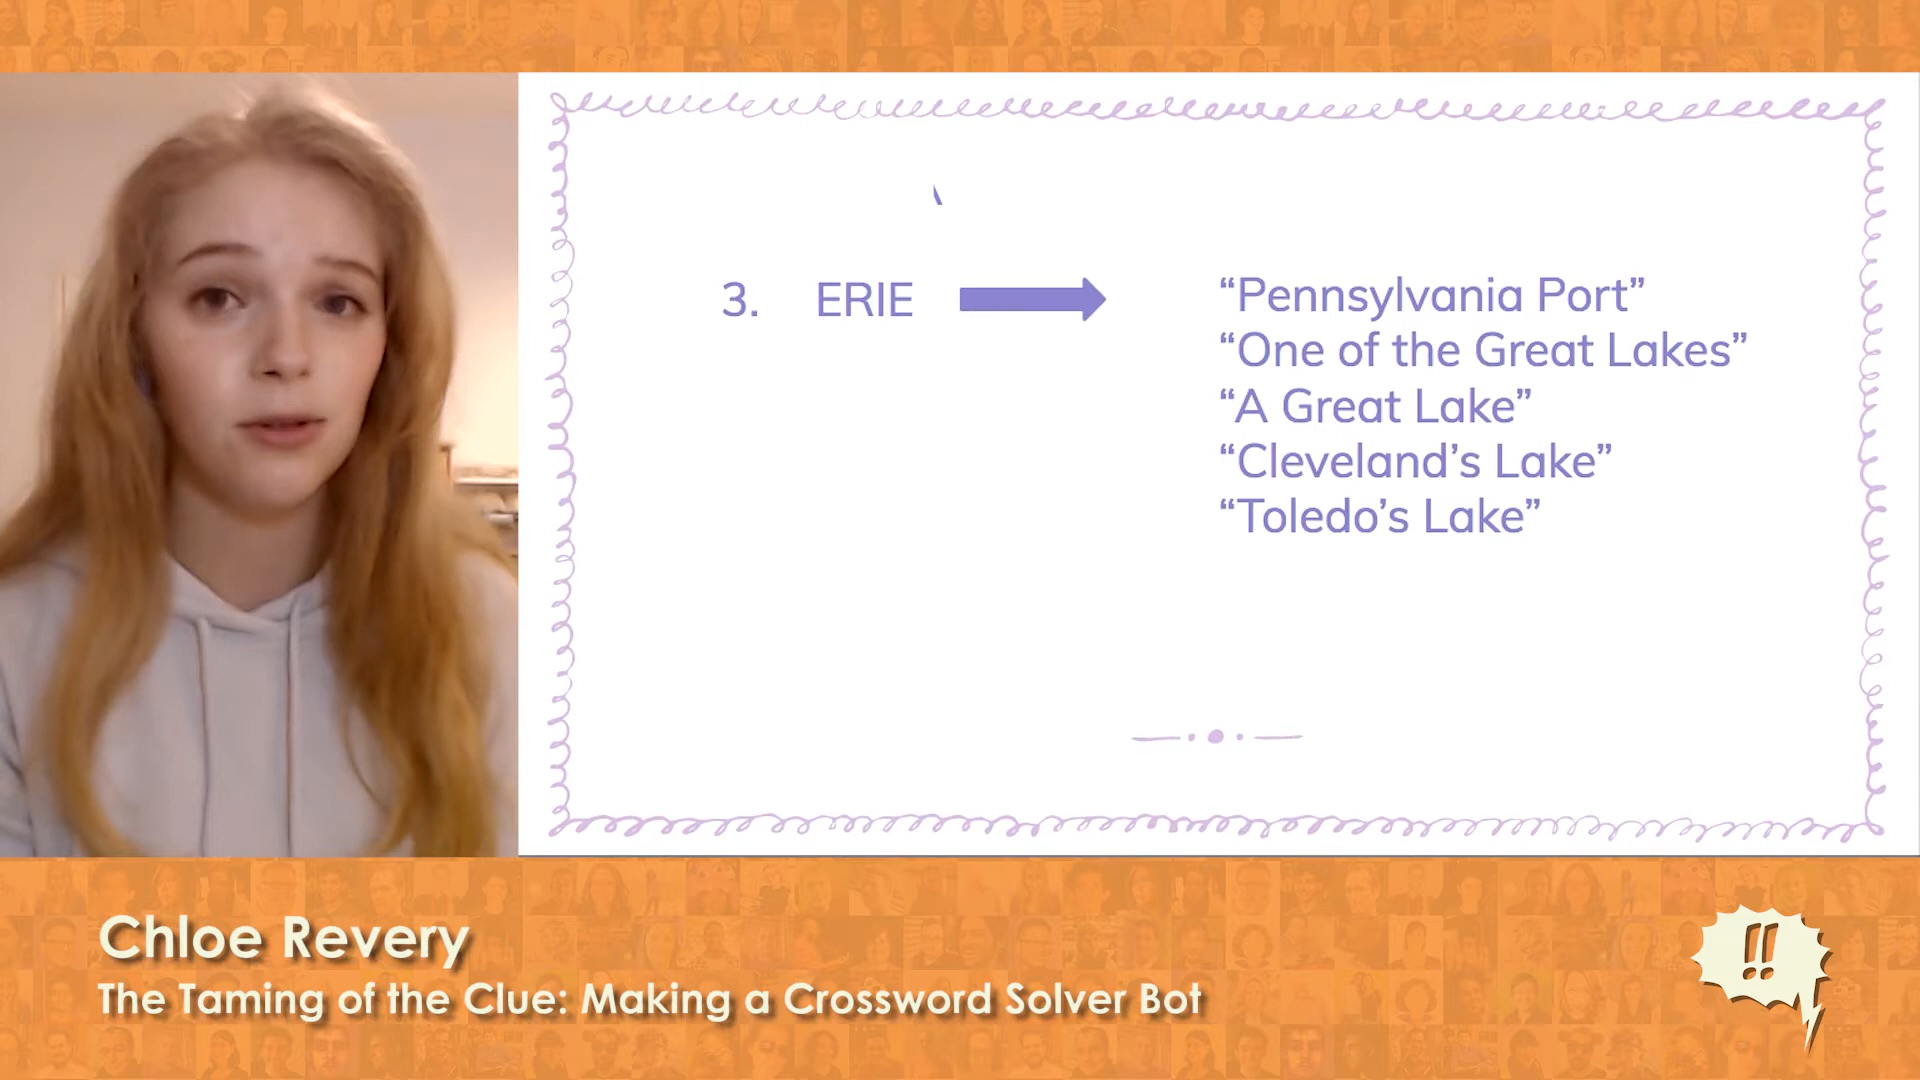 3. ERIE
“Pennsylvania Port”
“One of the Great Lakes”
“A Great Lake”
“Cleveland’s Lake”
“Toledo’s Lake”
Chloe Revery
The Taming of the Clue: Making a Crossword Solver Bot
!!